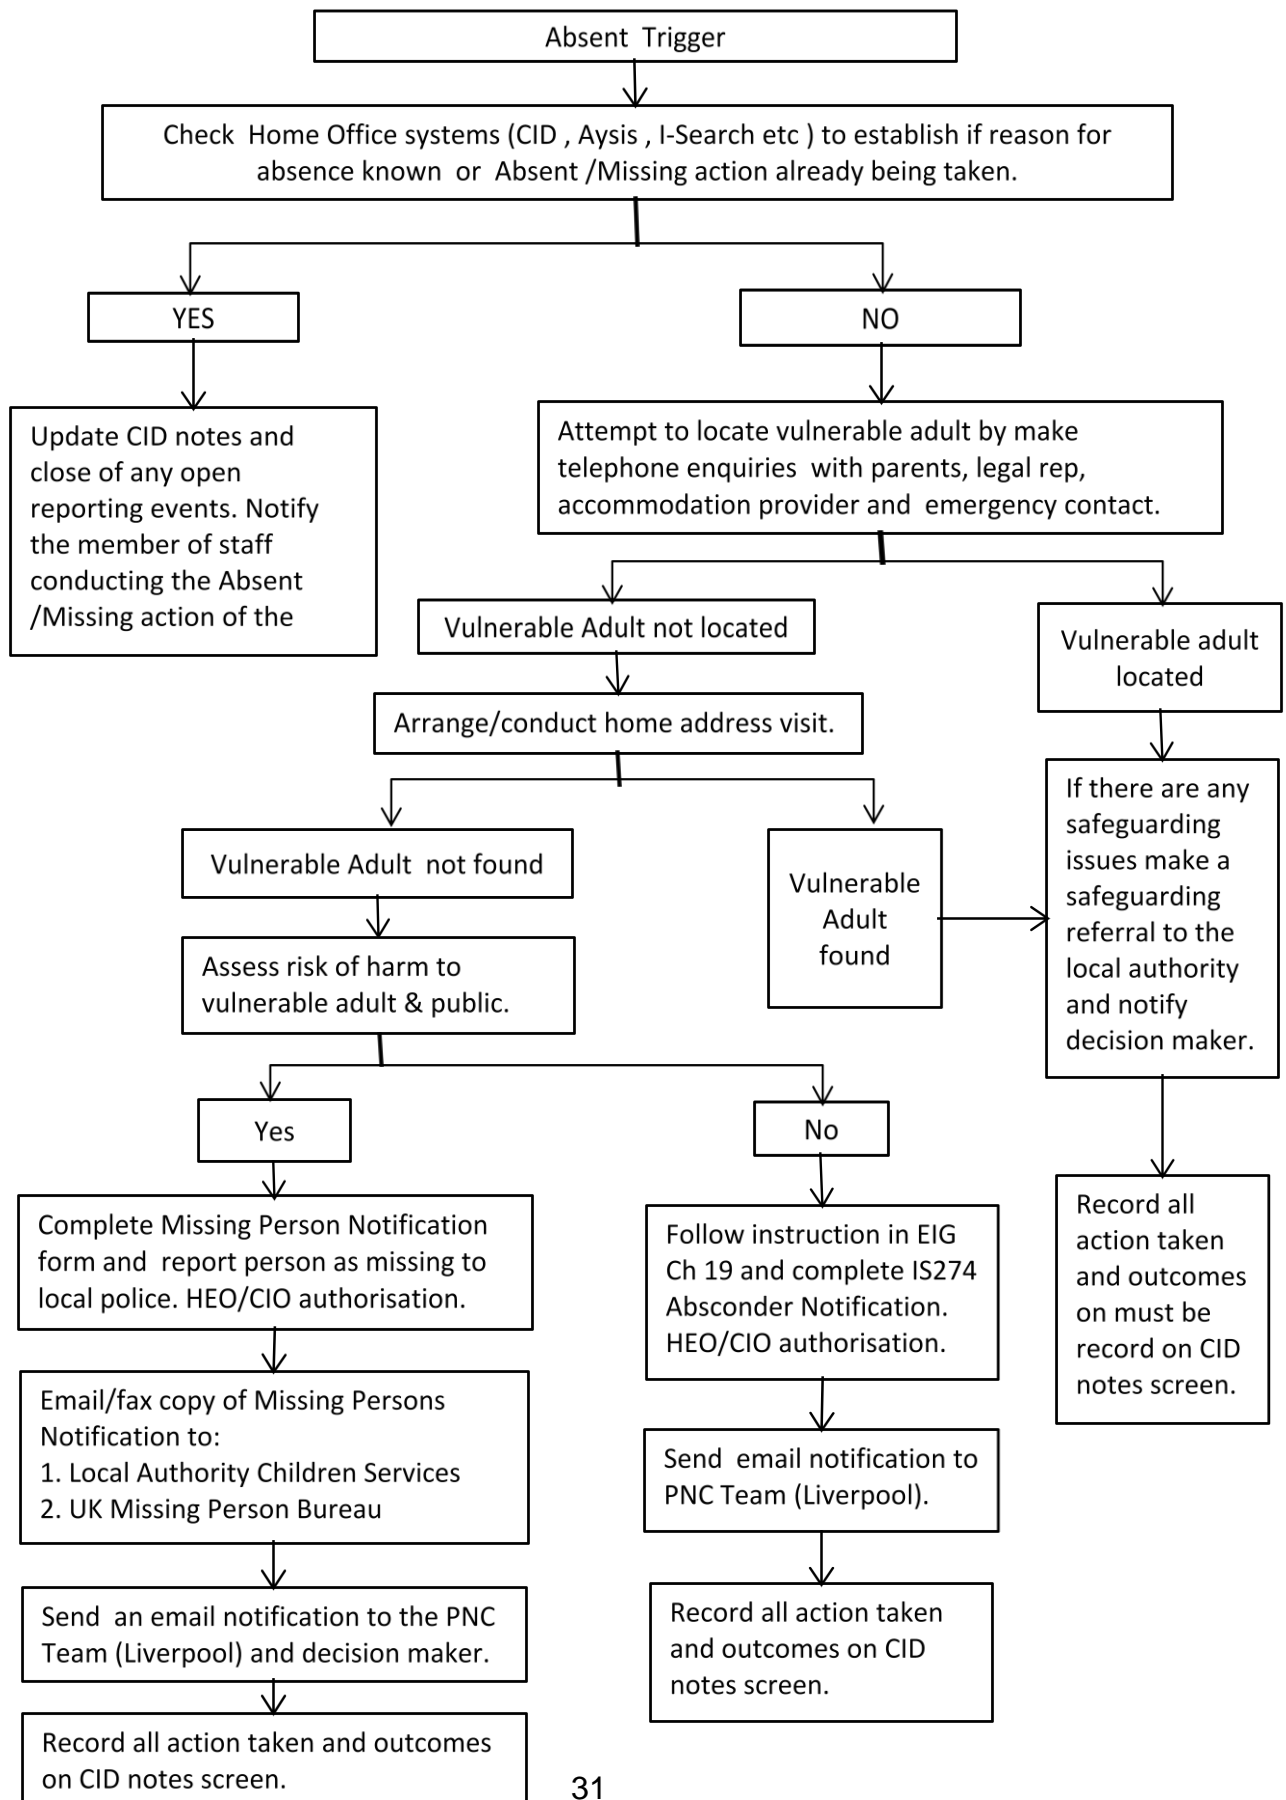 Absent Trigger
Check Home Office systems (CID , Aysis , I-Search etc ) to establish if reason for
absence known or Absent /Missing action already being taken.
YES
NO
Update CID notes and
close of any open
reporting events. Notify
the member of staff
conducting the Absent
/Missing action of the
Attempt to locate vulnerable adult by make
telephone enquiries with parents, legal rep,
accommodation provider and emergency contact.
Vulnerable Adult not located
Vulnerable adult
located
Arrange/conduct home address visit.
If there are any
safeguarding
issues make a
safeguarding
referral to the
local authority
and notify
decision maker.
Vulnerable Adult not found
Vulnerable
Adult
found
Assess risk of harm to
vulnerable adult & public.
Yes
No
Complete Missing Person Notification
form and report person as missing to
local police. HEO/CIO authorisation.
Follow instruction in EIG
Ch 19 and complete IS274
Absconder Notification.
HEO/CIO authorisation.
Record all
action taken
and outcomes
on must be
record on CID
notes screen.
Email/fax copy of Missing Persons
Notification to:
1. Local Authority Children Services
2. UK Missing Person Bureau
Send email notification to
PNC Team (Liverpool).
Send an email notification to the PNC
Team (Liverpool) and decision maker.
Record all action taken
and outcomes on CID
notes screen.
Record all action taken and outcomes
on CID notes screen.
31